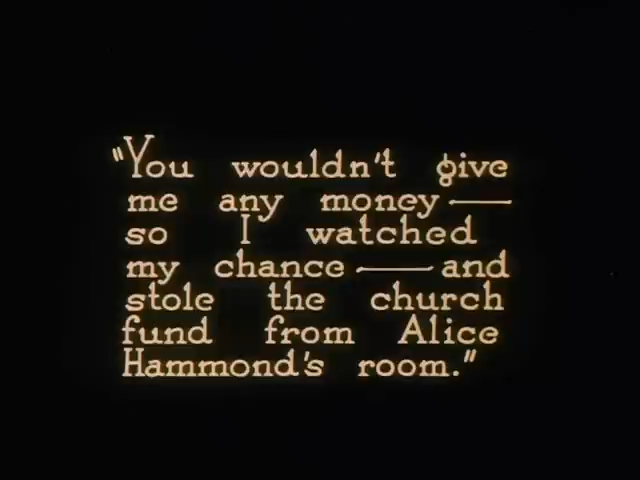 "You wouldn't give
me any money —
so I watched
my chance — and
stole the church
fund from Alice
Hammond's room."